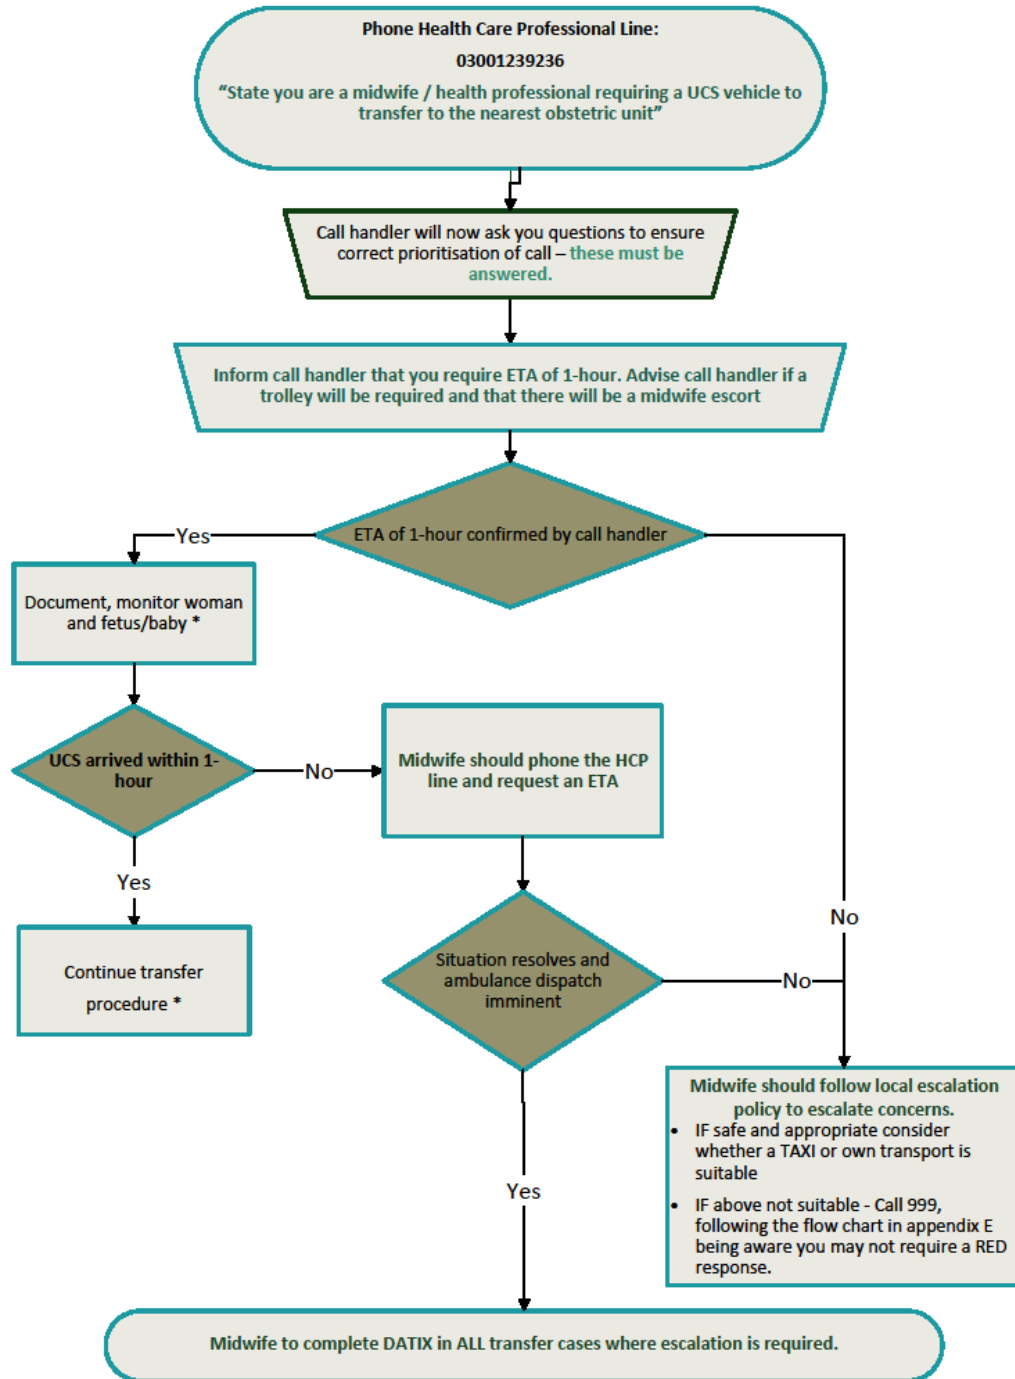 Phone Health Care Professional Line:
03001239236
“State you are a midwife / health professional requiring a UCS vehicle to
transfer to the nearest obstetric unit”
Call handler will now ask you questions to ensure
correct prioritisation of call – these must be
answered.
Inform call handler that you require ETA of 1-hour. Advise call handler if a
trolley will be required and that there will be a midwife escort
ETA of 1-hour confirmed by call handler
Yes
Document, monitor woman
and fetus/baby *
UCS arrived within 1-
hour
No
Midwife should phone the HCP
line and request an ETA
Yes
Continue transfer
procedure *
Situation resolves and
ambulance dispatch
imminent
No
No
Midwife should follow local escalation
policy to escalate concerns.
• IF safe and appropriate consider
whether a TAXI or own transport is
suitable
• IF above not suitable - Call 999,
following the flow chart in appendix E
being aware you may not require a RED
response.
Yes
Midwife to complete DATIX in ALL transfer cases where escalation is required.